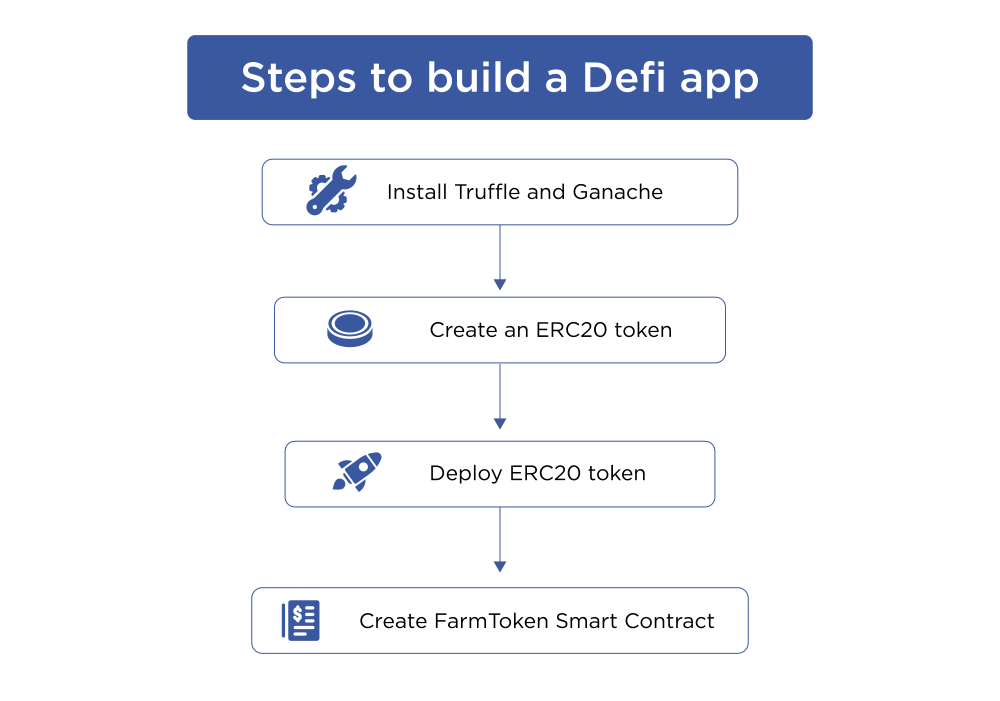 Steps to build a Defi app
Install Truffle and Ganache
Create an ERC20 token
Deploy ERC20 token
$
Create FarmToken Smart Contract